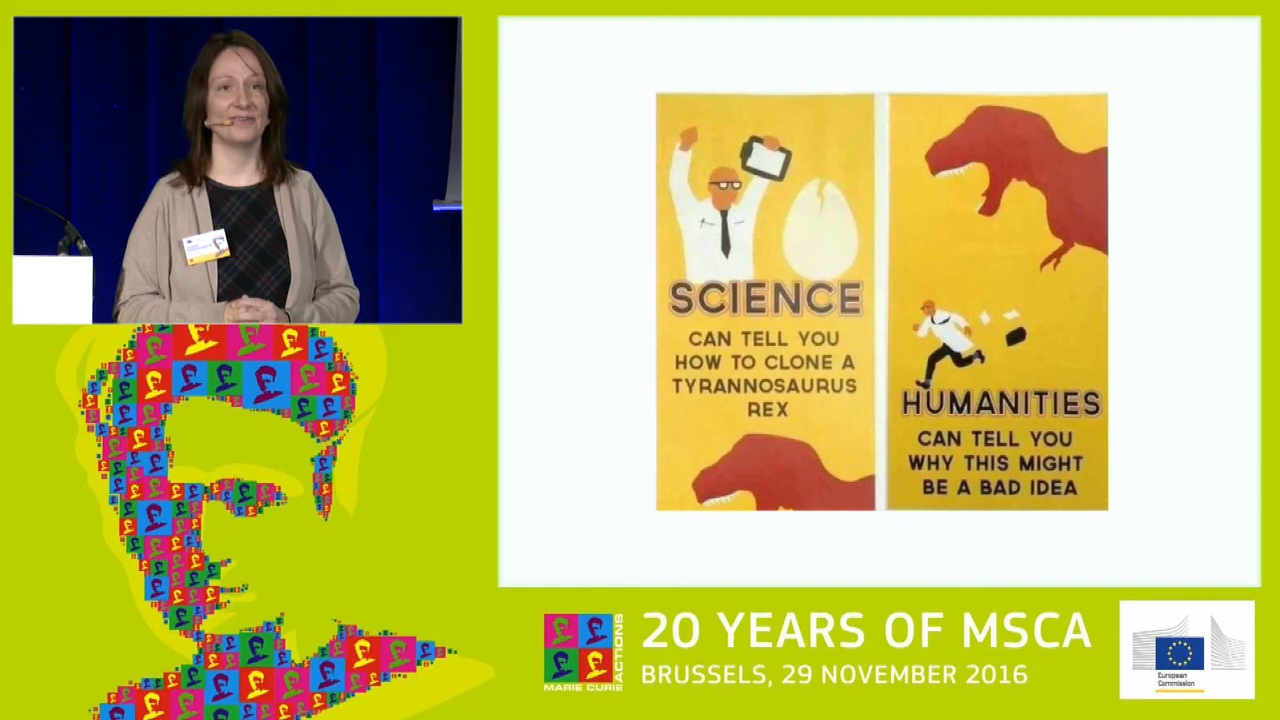 SCIENCE
CAN TELL YOU
HOW TO CLONE A
TYRANNOSAURUS
REX
HUMANITIES
CAN TELL YOU
WHY THIS MIGHT
BE A BAD IDEA
MARIE CURIE
ACTIONS
20 YEARS OF MSCA
BRUSSELS, 29 NOVEMBER 2016
European
Commission